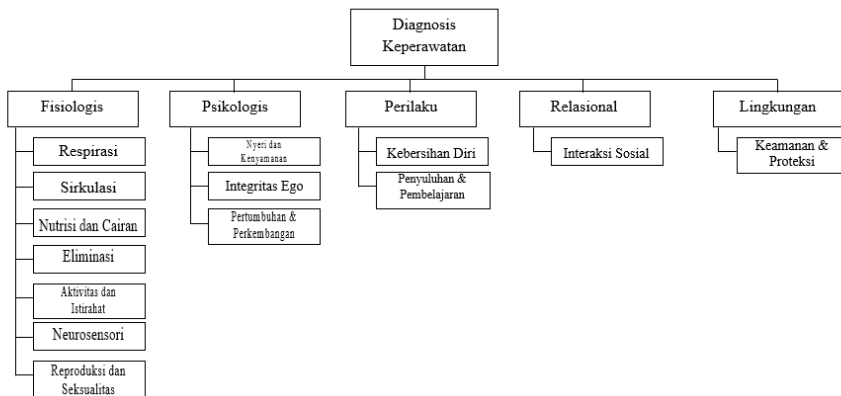 Diagnosis
Keperawatan
Fisiologis
Psikologis
Perilaku
Relasional
Lingkungan
Respirasi
Sirkulasi
Nutrisi dan Cairan
Eliminasi
Aktivitas dan
Istirahat
Neurosensori
Reproduksi dan
Seksualitas
Nyeri dan
Kenyamanan
Integritas Ego
Pertumbuhan &
Perkembangan
Kebersihan Diri
Penyuluhan &
Pembelajaran
Interaksi Sosial
Keamanan &
Proteksi